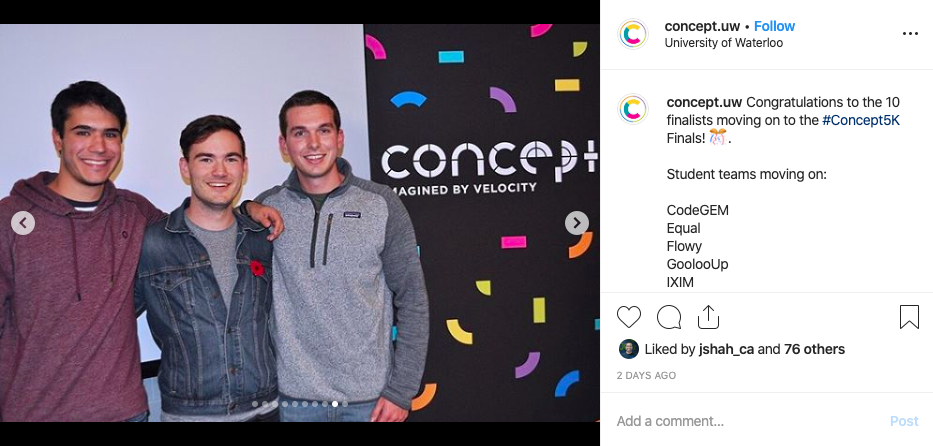 concept
MAGINED BY VELOCITY
patagonia
concept.uw • Follow
University of Waterloo
concept.uw Congratulations to the 10
finalists moving on to the #Concept5K
Finals! 🎊.
Student teams moving on:
CodeGEM
Equal
Flowy
GoolooUp
IXIM
Liked by jshah_ca and 76 others
2 DAYS AGO
Add a comment... Post